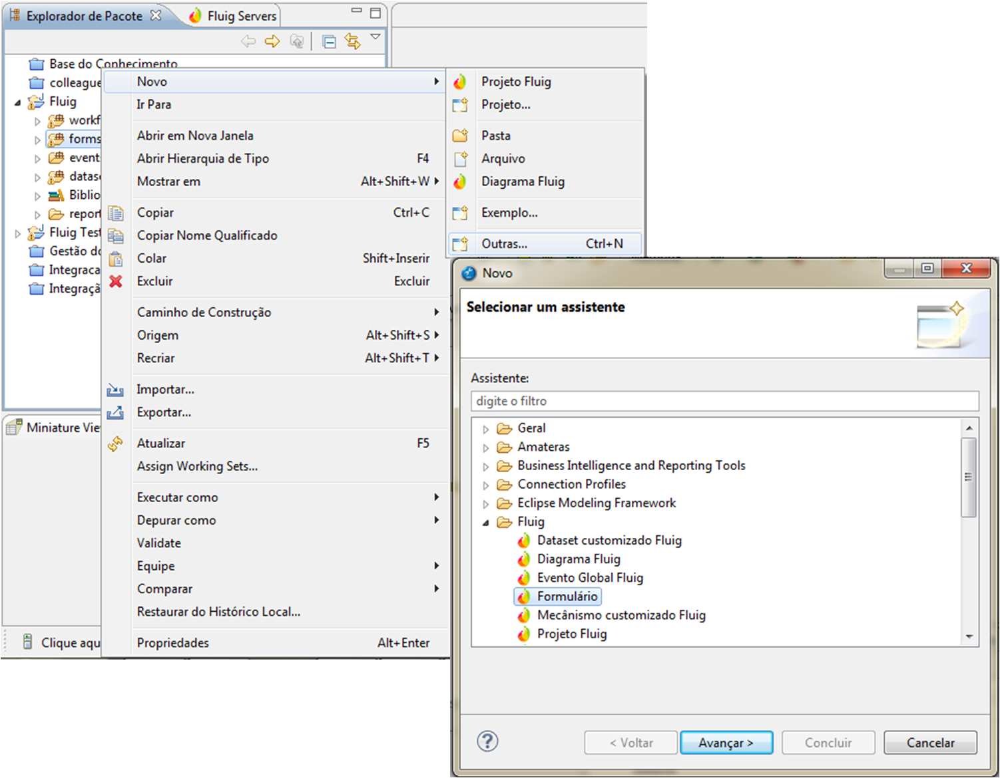 Explorador de Pacote
Fluig Servers
Base do Conhecimento
colleague
Fluig
workf
forms
event
datase
Biblio
report
Fluig Test
Gestão do
Integraca
Integraçã
Miniature Vie
Clique aqu
Novo
Ir Para
Abrir em Nova Janela
Abrir Hierarquia de Tipo F4
Mostrar em Alt+Shift+W
Copiar Ctrl+C
Copiar Nome Qualificado
Colar Shift+Inserir
Excluir Excluir
Caminho de Construção
Origem Alt+Shift+S
Recriar Alt+Shift+T
Importar...
Exportar...
Atualizar F5
Assign Working Sets...
Executar como
Depurar como
Validate
Equipe
Comparar
Restaurar do Histórico Local...
Propriedades Alt+Enter
Projeto Fluig
Projeto...
Pasta
Arquivo
Diagrama Fluig
Exemplo...
Outras... Ctrl+N
Novo
Selecionar um assistente
Assistente:
digite o filtro
Geral
Amateras
Business Intelligence and Reporting Tools
Connection Profiles
Eclipse Modeling Framework
Fluig
Dataset customizado Fluig
Diagrama Fluig
Evento Global Fluig
Formulário
Mecânismo customizado Fluig
Projeto Fluig
?
< Voltar
Avançar >
Concluir
Cancelar